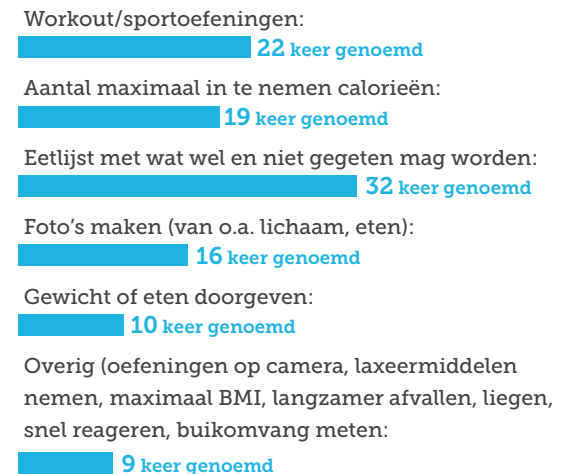 Workout/sportoefeningen:
22 keer genoemd
Aantal maximaal in te nemen calorieën:
19 keer genoemd
Eetlijst met wat wel en niet gegeten mag worden:
32 keer genoemd
Foto’s maken (van o.a. lichaam, eten):
16 keer genoemd
Gewicht of eten doorgeven:
10 keer genoemd
Overig (oefeningen op camera, laxeermiddelen
nemen, maximaal BMI, langzamer afvallen, liegen,
snel reageren, buikomvang meten:
9 keer genoemd